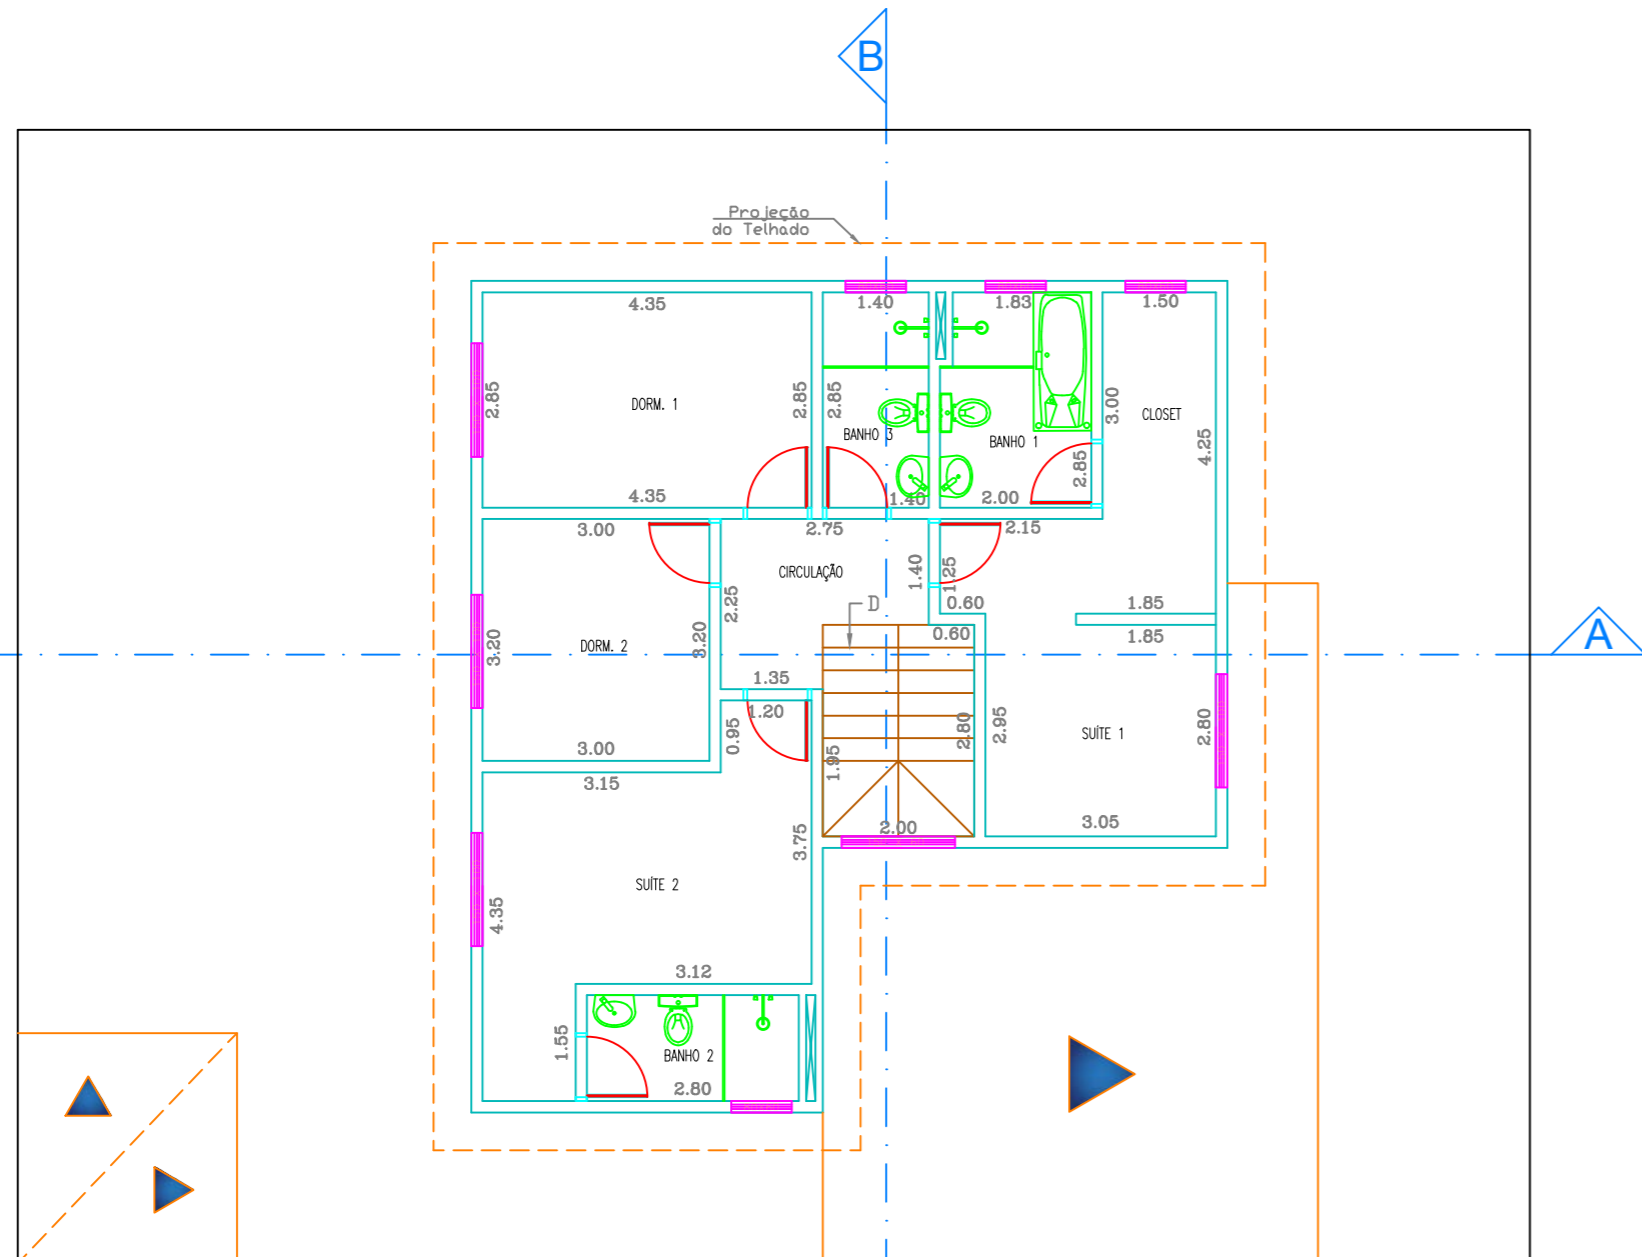 B
Projeção
do Telhado
4.35
1.40
1.83
1.50
2.85
2.85
2.85
3.00
DORM. 1
CLOSET
BANHO 3
BANHO 1
4.25
2.85
4.35
1.40
2.00
3.00
2.75
2.15
CIRCULAÇÃO
1.40
1.25
2.25
D
0.60
1.85
0.60
1.85
A
3.20
DORM. 2
3.20
1.35
1.20
0.95
2.80
2.95
SUÍTE 1
2.80
3.00
1.95
3.15
2.00
3.05
3.75
SUÍTE 2
4.35
3.12
1.55
BANHO 2
2.80